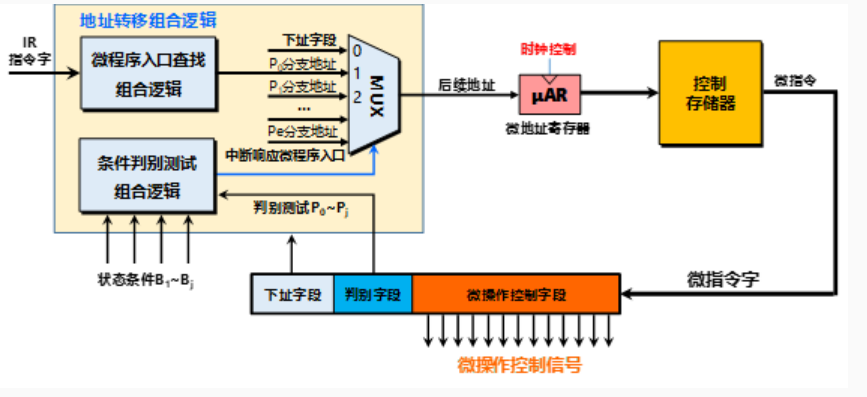 地址转移组合逻辑
IR
指令字
微程序入口查找
组合逻辑
下址字段
P₀分支地址
P₁分支地址
...
Pe分支地址
中断响应微程序入口
0
1
2
MUX
后续地址
时钟控制
μAR
微地址寄存器
控制
存储器
微指令
条件判别测试
组合逻辑
判别测试P₀~Pⱼ
状态条件B₁~Bⱼ
微指令字
下址字段
判别字段
微操作控制字段
微操作控制信号